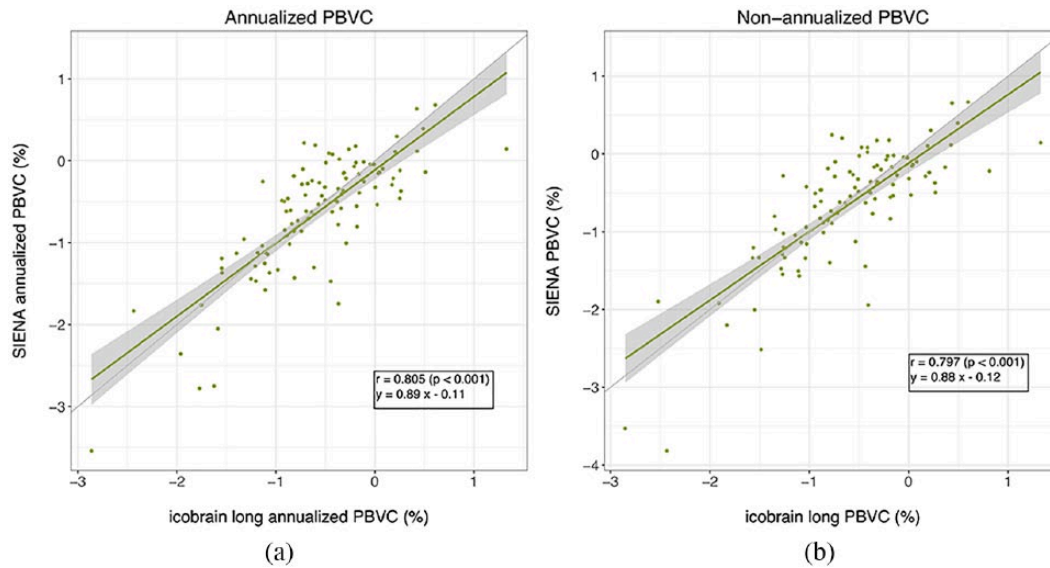 Annualized PBVC
SIENA annualized PBVC (%)
1
0
−1
−2
−3
r = 0.805 (p < 0.001)
y = 0.89 x - 0.11
−3 −2 −1 0 1
icobrain long annualized PBVC (%)
(a)
Non−annualized PBVC
SIENA PBVC (%)
1
0
−1
−2
−3
−4
r = 0.797 (p < 0.001)
y = 0.88 x - 0.12
−3 −2 −1 0 1
icobrain long PBVC (%)
(b)